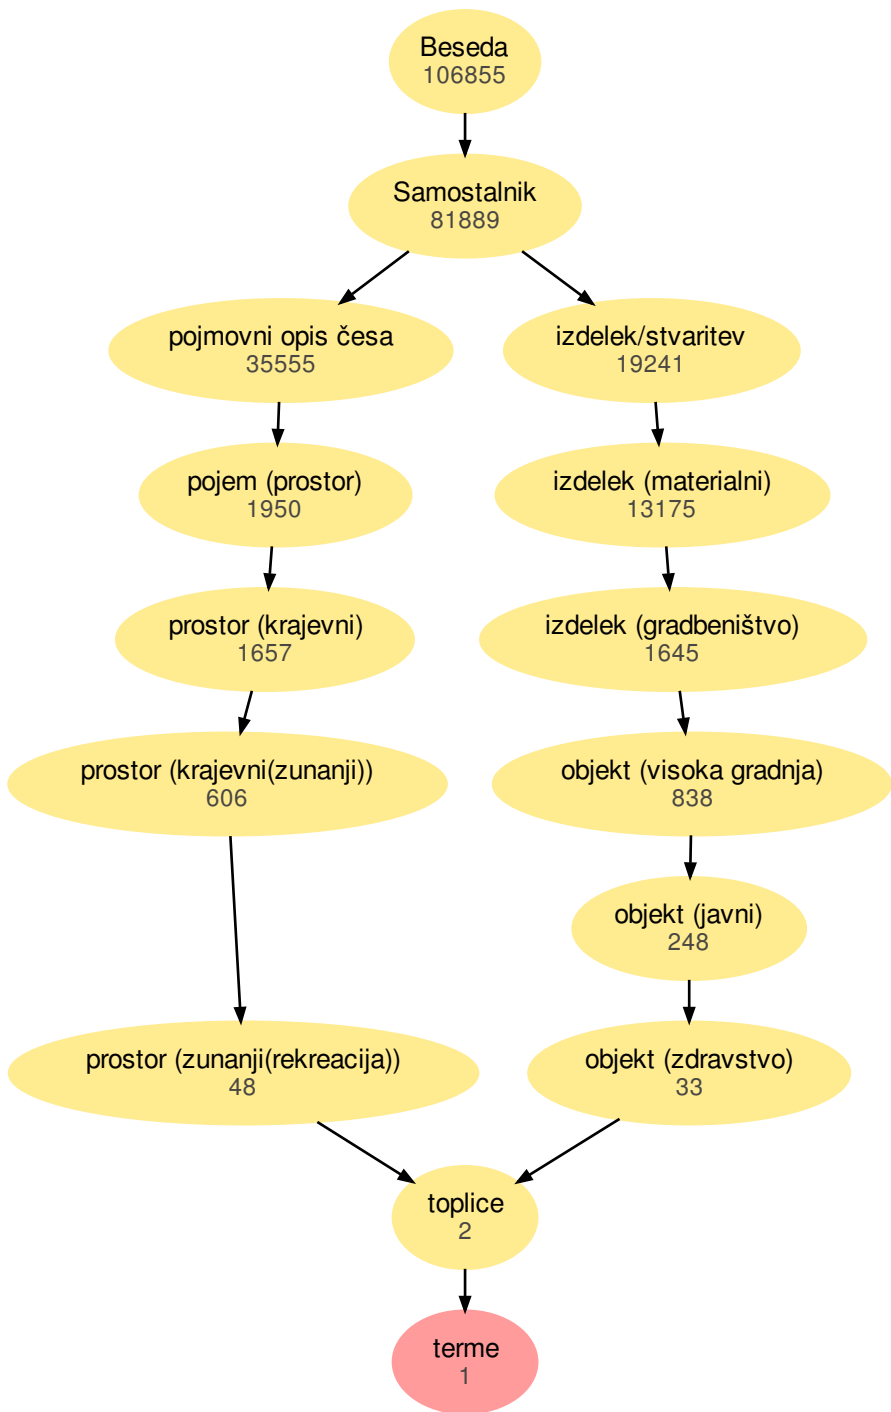 Beseda
106855
Samostalnik
81889
pojmovni opis česa
35555
izdelek/stvaritev
19241
pojem (prostor)
1950
izdelek (materialni)
13175
prostor (krajevni)
1657
izdelek (gradbeništvo)
1645
prostor (krajevni(zunanji))
606
objekt (visoka gradnja)
838
objekt (javni)
248
prostor (zunanji(rekreacija))
48
objekt (zdravstvo)
33
toplice
2
terme
1